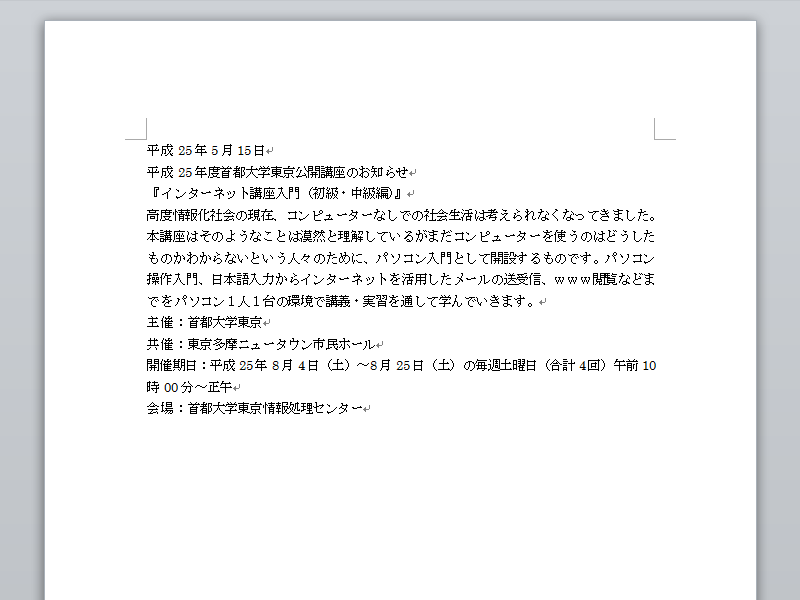 平成 25年 5月 15日
平成 25年度首都大学東京公開講座のお知らせ
『インターネット講座入門（初級・中級編）』
高度情報化社会の現在、コンピューターなしでの社会生活は考えられなくなってきました。
本講座はそのようなことは漠然と理解しているがまだコンピューターを使うのはどうした
ものかわからないという人々のために、パソコン入門として開設するものです。パソコン
操作入門、日本語入力からインターネットを活用したメールの送受信、ｗｗｗ閲覧などま
でをパソコン１人１台の環境で講義・実習を通して学んでいきます。
主催：首都大学東京
共催：東京多摩ニュータウン市民ホール
開催期日：平成 25年 8月 4日（土）～8月 25日（土）の毎週土曜日（合計 4回）午前 10
時 00分～正午
会場：首都大学東京情報処理センター